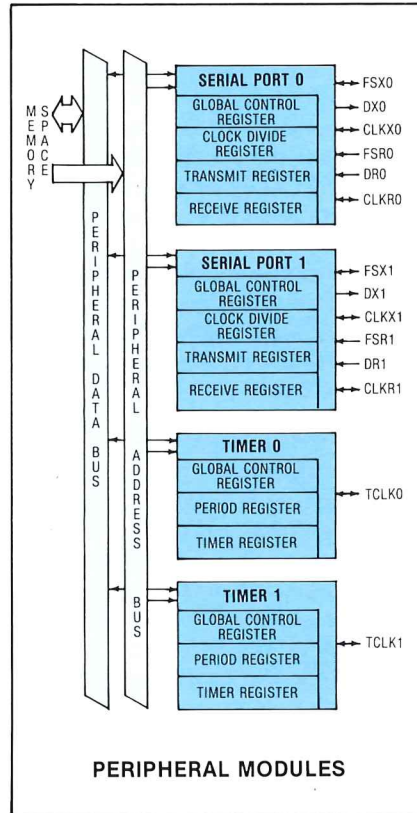 MEMORY
SPACE
PERIPHERAL DATA BUS
PERIPHERAL ADDRESS BUS
SERIAL PORT 0
GLOBAL CONTROL
REGISTER
CLOCK DIVIDE
REGISTER
TRANSMIT REGISTER
RECEIVE REGISTER
FSX0
DX0
CLKX0
FSR0
DR0
CLKR0
SERIAL PORT 1
GLOBAL CONTROL
REGISTER
CLOCK DIVIDE
REGISTER
TRANSMIT REGISTER
RECEIVE REGISTER
FSX1
DX1
CLKX1
FSR1
DR1
CLKR1
TIMER 0
GLOBAL CONTROL
REGISTER
PERIOD REGISTER
TIMER REGISTER
TCLK0
TIMER 1
GLOBAL CONTROL
REGISTER
PERIOD REGISTER
TIMER REGISTER
TCLK1
PERIPHERAL MODULES